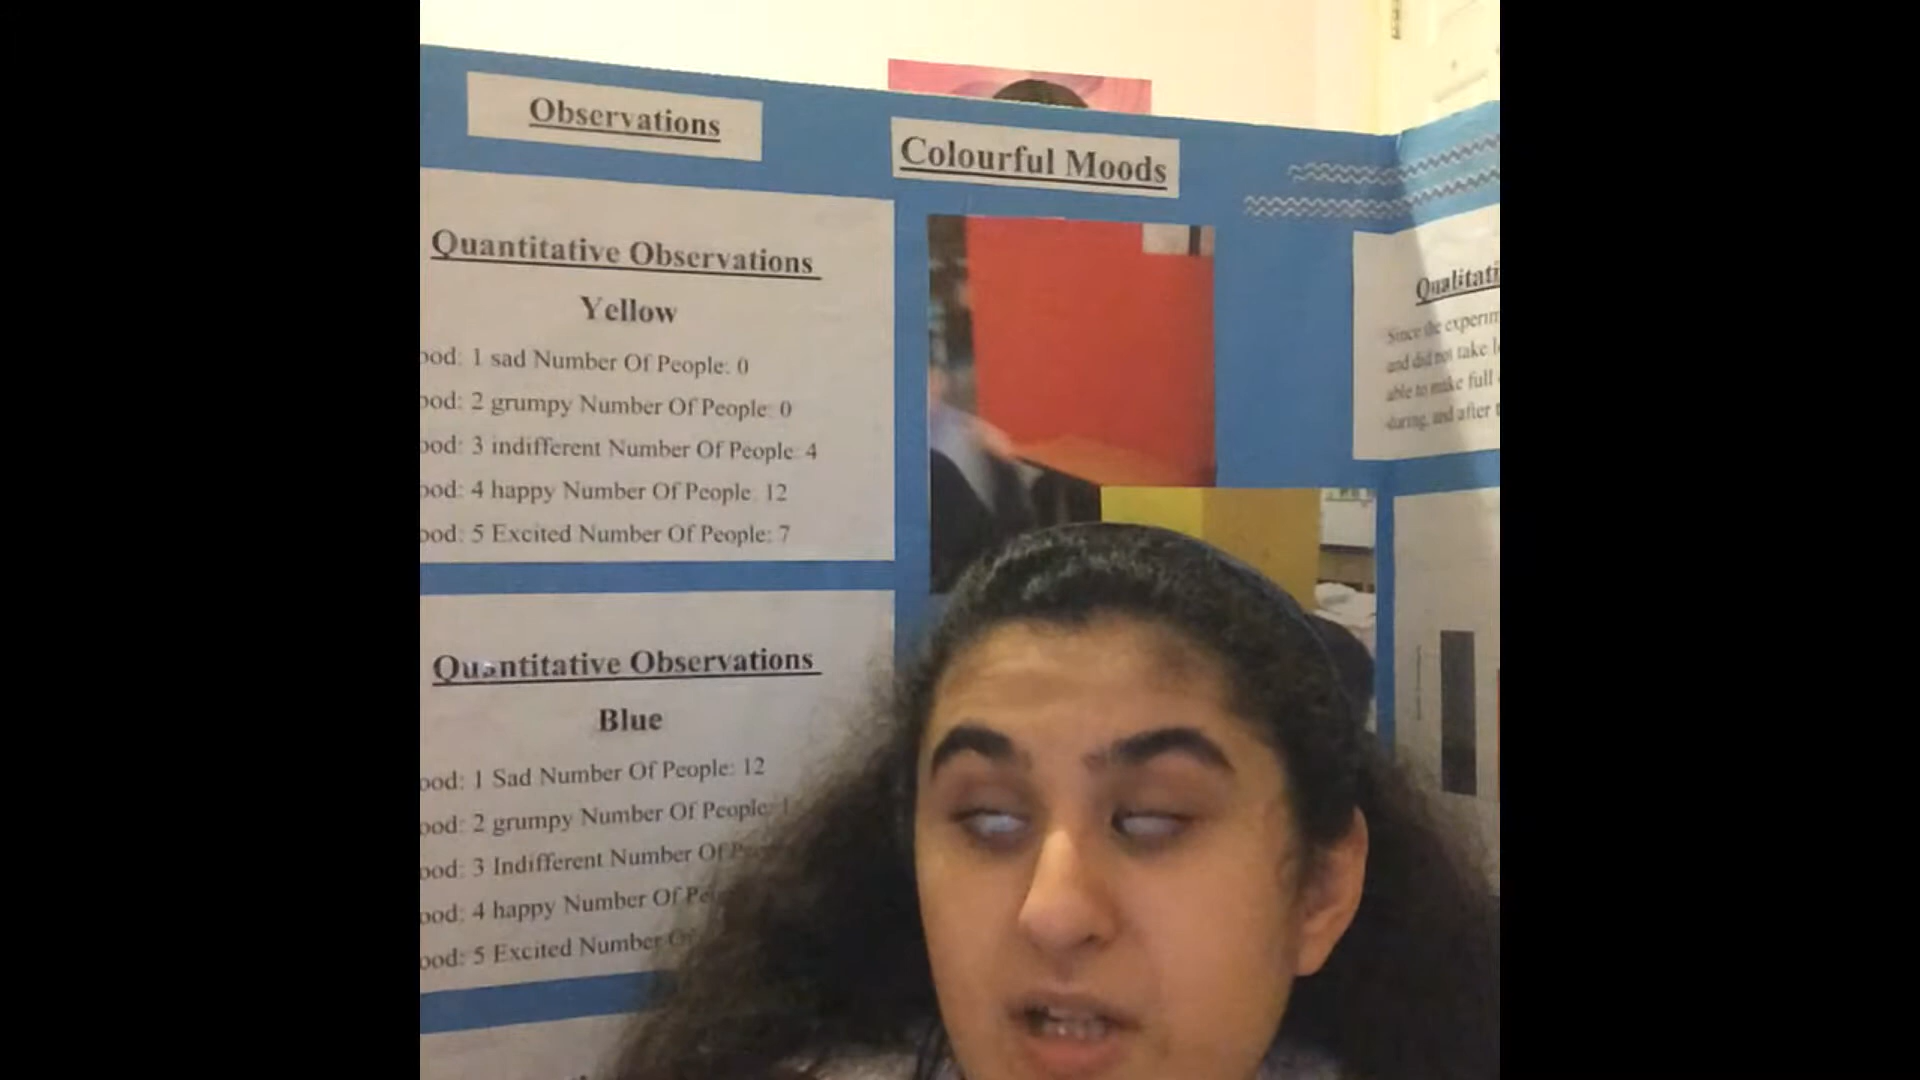 Observations
Colourful Moods
Quantitative Observations
Yellow
ood: 1 sad Number Of People: 0
ood: 2 grumpy Number Of People: 0
ood: 3 indifferent Number Of People: 4
ood: 4 happy Number Of People: 12
ood: 5 Excited Number Of People: 7
Quantitative Observations
Blue
ood: 1 Sad Number Of People: 12
ood: 2 grumpy Number Of People:
ood: 3 Indifferent Number Of
ood: 4 happy Number Of
ood: 5 Excited Number
Qualitati
Since the experim
and did not take
able to make full
during, and after